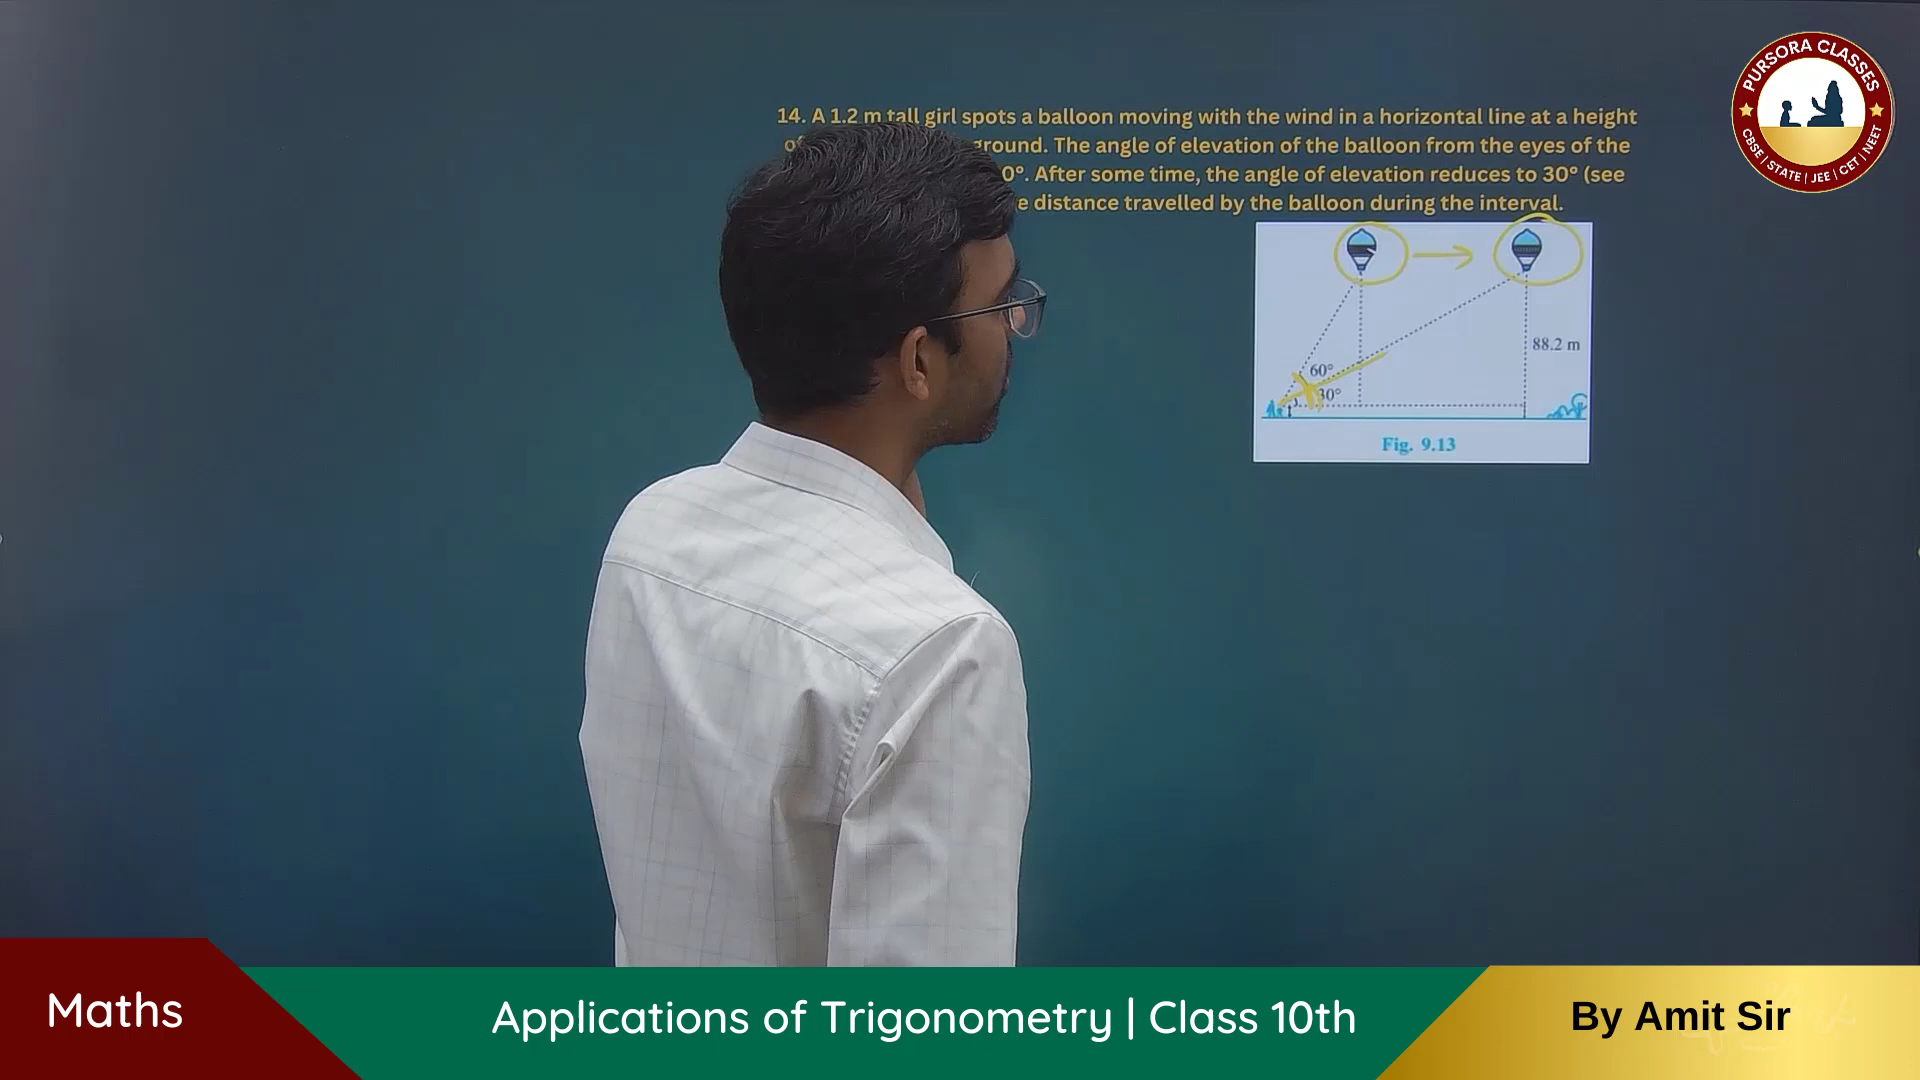 14. A 1.2 m tall girl spots a balloon moving with the wind in a horizontal line at a height
ground. The angle of elevation of the balloon from the eyes of the
0°. After some time, the angle of elevation reduces to 30° (see
distance travelled by the balloon during the interval.
60°
30°
88.2 m
Fig. 9.13
PURSORA CLASSES
CBSE | STATE | JEE | CET | NEET
Maths
Applications of Trigonometry | Class 10th
By Amit Sir